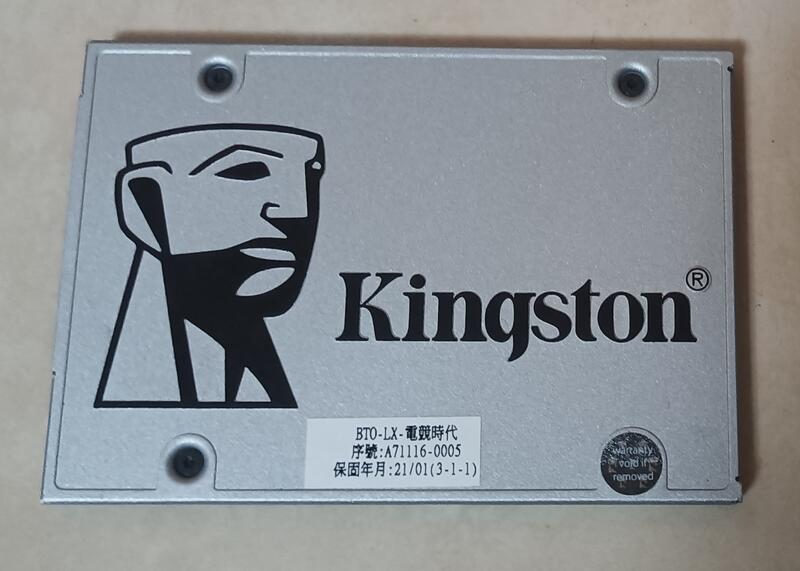 Kingston®
BTO-LX-電競時代
序號:A71116-0005
保固年月:21/01(3-1-1)
warranty
void if
removed